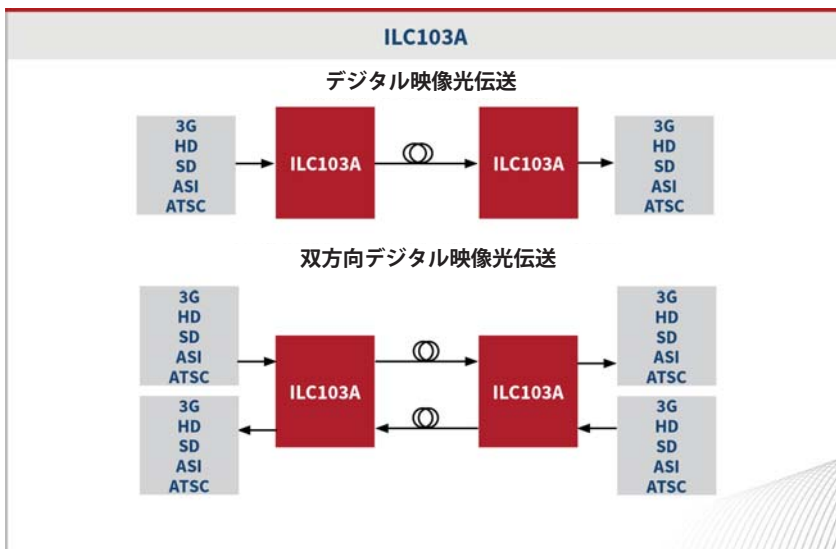 ILC103A
デジタル映像光伝送
3G
HD
SD
ASI
ATSC
ILC103A
ILC103A
3G
HD
SD
ASI
ATSC
双方向デジタル映像光伝送
3G
HD
SD
ASI
ATSC
ILC103A
ILC103A
3G
HD
SD
ASI
ATSC
3G
HD
SD
ASI
ATSC
3G
HD
SD
ASI
ATSC